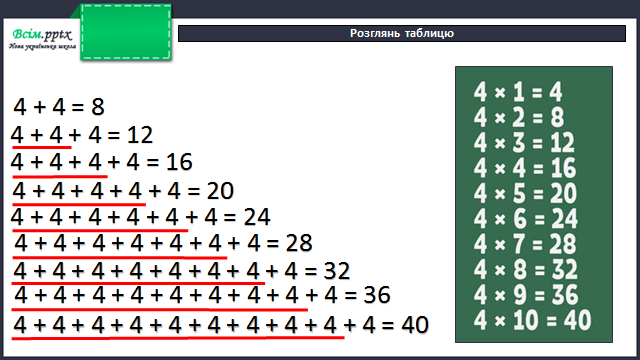 Всім.pptx
Нова українська школа
Розглянь таблицю
4 + 4 = 8
4 + 4 + 4 = 12
4 + 4 + 4 + 4 = 16
4 + 4 + 4 + 4 + 4 = 20
4 + 4 + 4 + 4 + 4 + 4 = 24
4 + 4 + 4 + 4 + 4 + 4 + 4 = 28
4 + 4 + 4 + 4 + 4 + 4 + 4 + 4 = 32
4 + 4 + 4 + 4 + 4 + 4 + 4 + 4 + 4 = 36
4 + 4 + 4 + 4 + 4 + 4 + 4 + 4 + 4 + 4 = 40
4 × 1 = 4
4 × 2 = 8
4 × 3 = 12
4 × 4 = 16
4 × 5 = 20
4 × 6 = 24
4 × 7 = 28
4 × 8 = 32
4 × 9 = 36
4 × 10 = 40